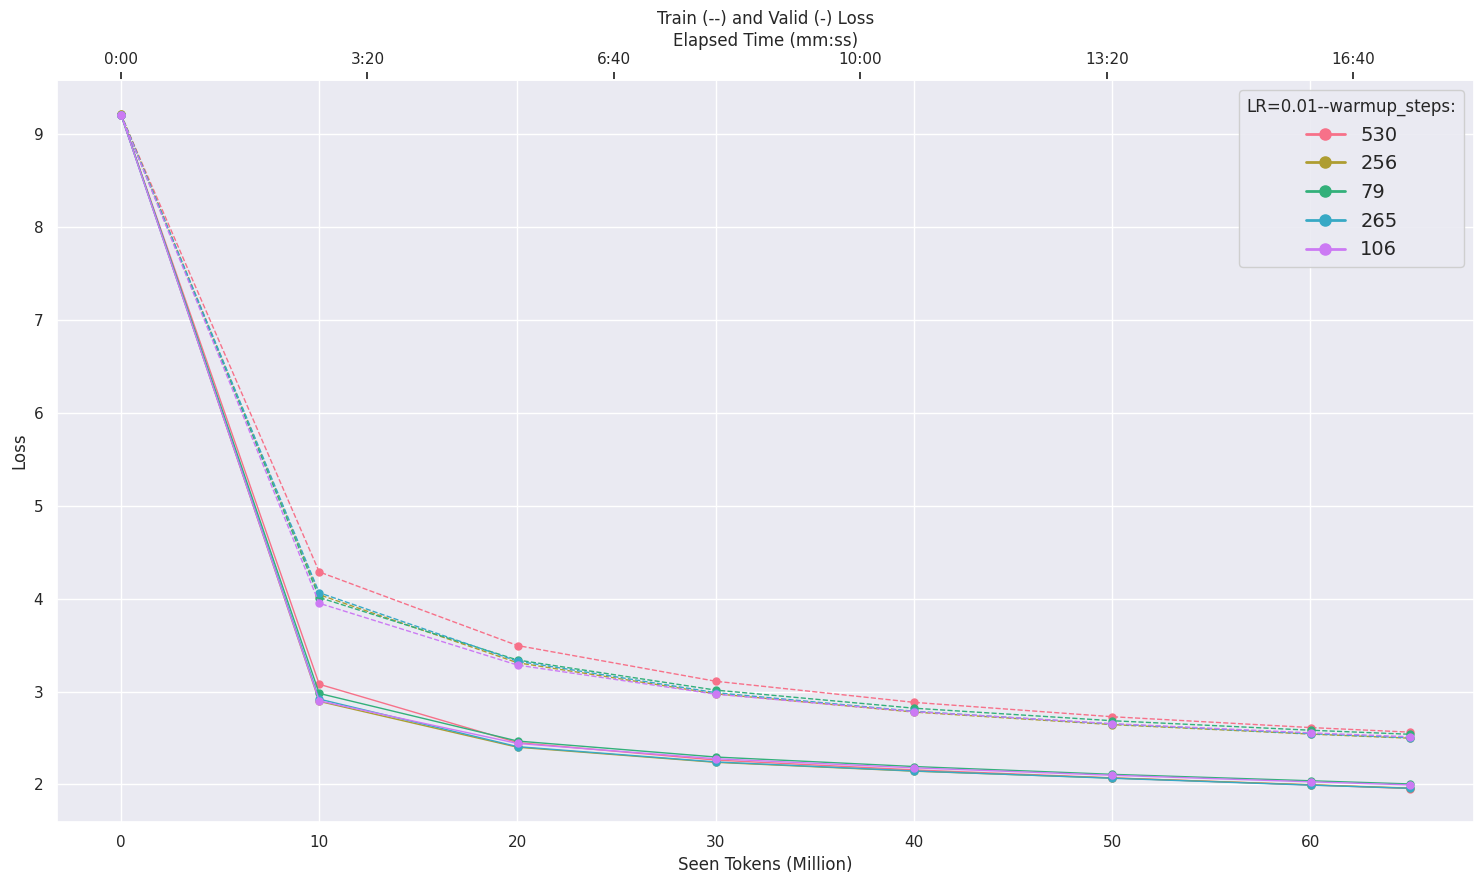 Train (--) and Valid (-) Loss
Elapsed Time (mm:ss)
0:00 3:20 6:40 10:00 13:20 16:40
LR=0.01--warmup_steps:
530
256
79
265
106
Loss
9
8
7
6
5
4
3
2
0 10 20 30 40 50 60
Seen Tokens (Million)